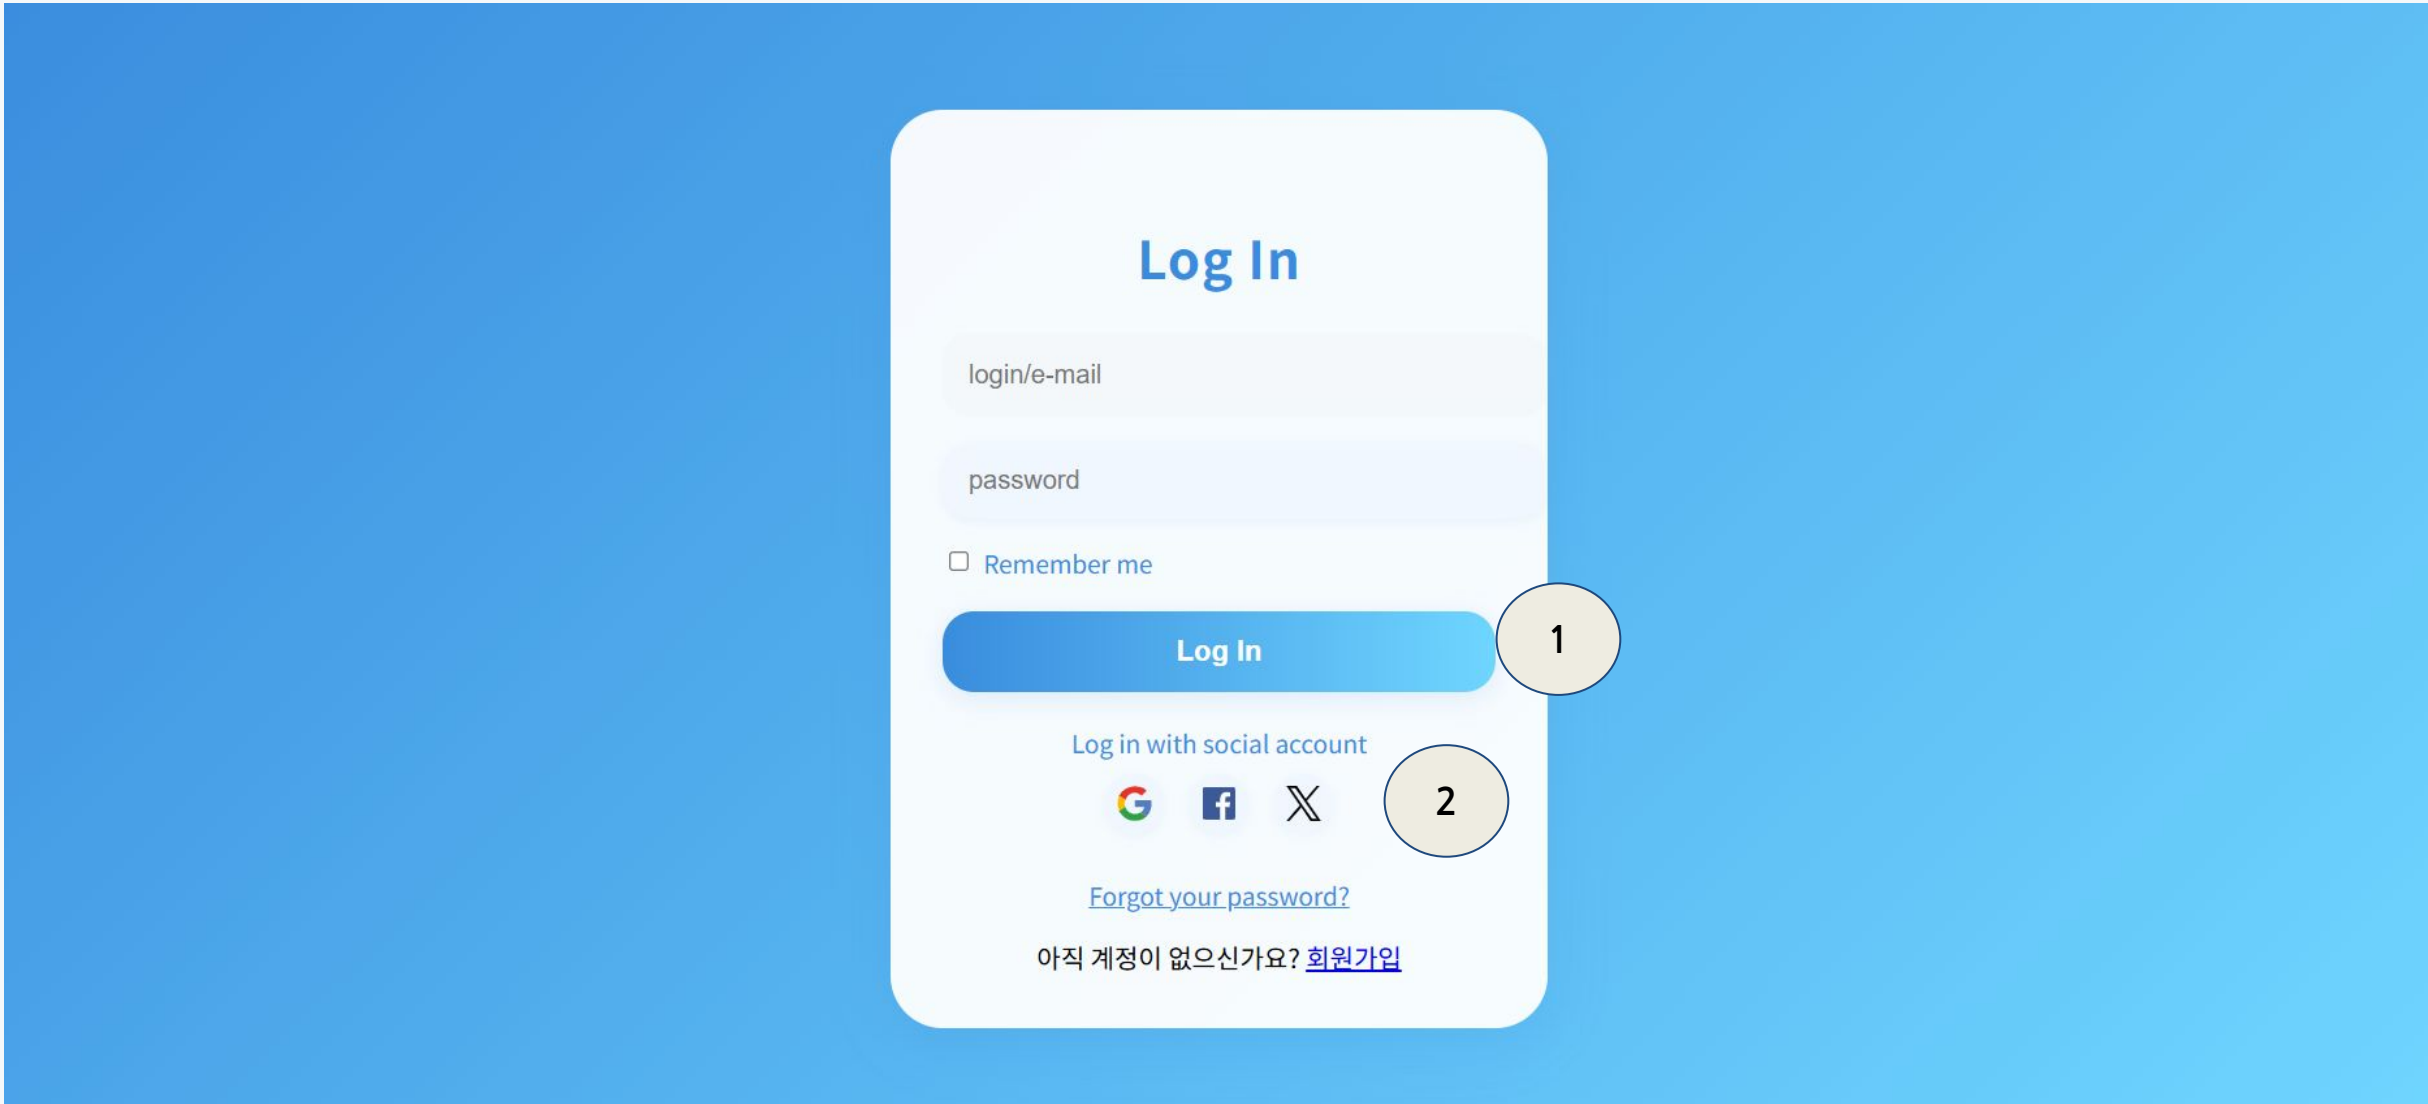 Log In
login/e-mail
password
Remember me
Log In
1
Log in with social account
2
Forgot your password?
아직 계정이 없으신가요? 회원가입